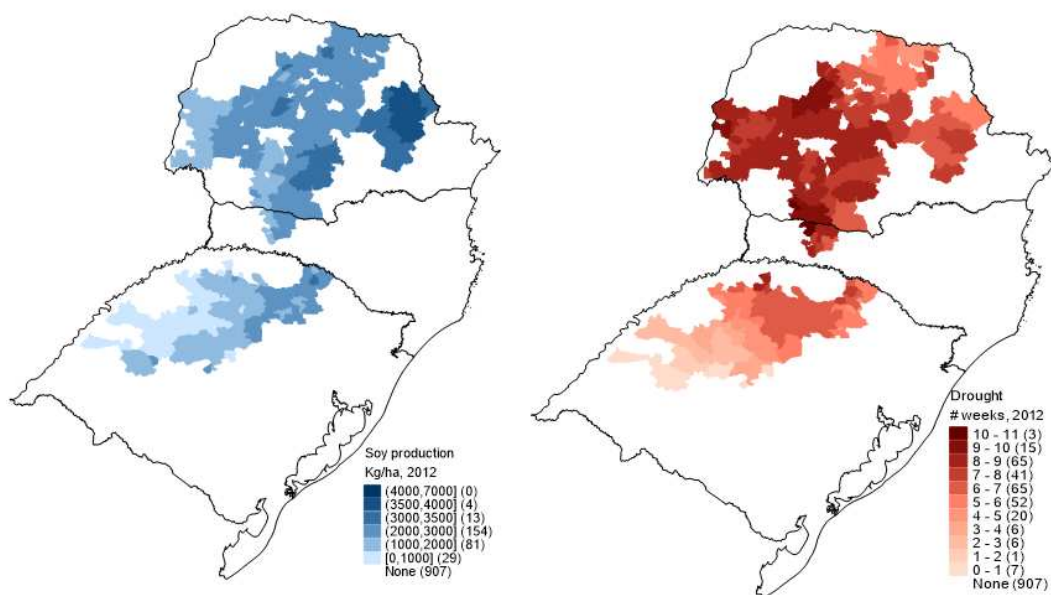 Soy production
Kg/ha, 2012
(4000,7000] (0)
(3500,4000] (4)
(3000,3500] (13)
(2000,3000] (154)
(1000,2000] (81)
[0,1000] (29)
None (907)
Drought
# weeks, 2012
10 - 11 (3)
9 - 10 (15)
8 - 9 (65)
7 - 8 (41)
6 - 7 (65)
5 - 6 (52)
4 - 5 (20)
3 - 4 (6)
2 - 3 (6)
1 - 2 (1)
0 - 1 (7)
None (907)